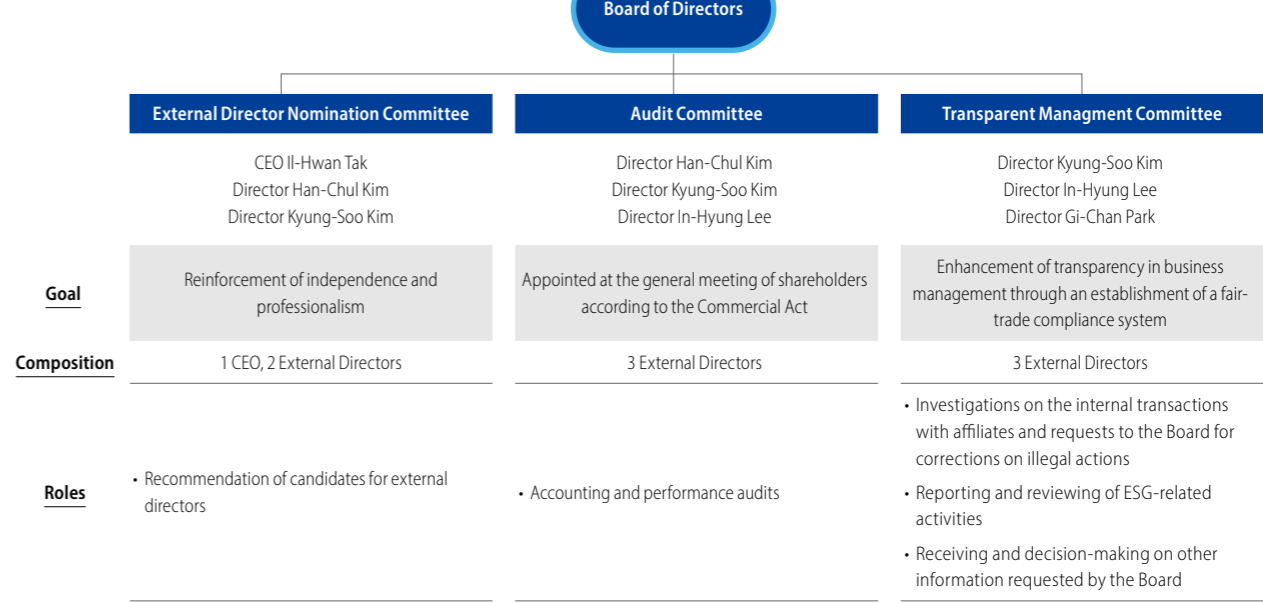 Board of Directors
External Director Nomination Committee
Audit Committee
Transparent Managment Committee
CEO Il-Hwan Tak
Director Han-Chul Kim
Director Kyung-Soo Kim
Director Han-Chul Kim
Director Kyung-Soo Kim
Director In-Hyung Lee
Director Kyung-Soo Kim
Director In-Hyung Lee
Director Gi-Chan Park
Goal
Reinforcement of independence and
professionalism
Appointed at the general meeting of shareholders
according to the Commercial Act
Enhancement of transparency in business
management through an establishment of a fair-
trade compliance system
Composition
1 CEO, 2 External Directors
3 External Directors
3 External Directors
Roles
• Recommendation of candidates for external
directors
• Accounting and performance audits
• Investigations on the internal transactions
with affiliates and requests to the Board for
corrections on illegal actions
• Reporting and reviewing of ESG-related
activities
• Receiving and decision-making on other
information requested by the Board